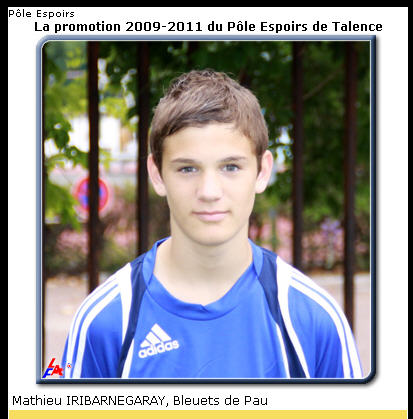 Pôle Espoirs
La promotion 2009-2011 du Pôle Espoirs de Talence
adidas
Mathieu IRIBARNEGARAY, Bleuets de Pau